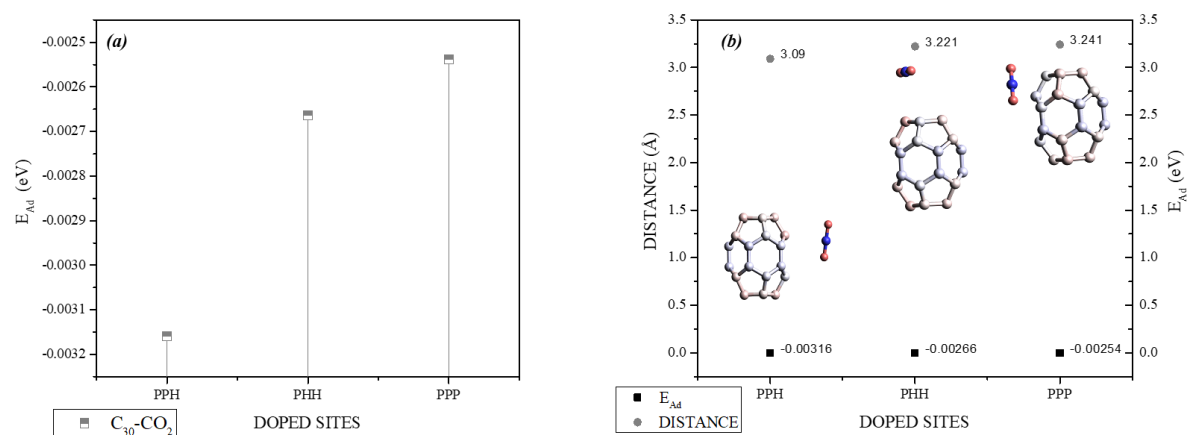 (a)
-0.0025
-0.0026
-0.0027
-0.0028
-0.0029
-0.0030
-0.0031
-0.0032
E_Ad (eV)
PPH PHH PPP
C₃₀-CO₂
DOPED SITES
(b)
3.5
3.0
2.5
2.0
1.5
1.0
0.5
0.0
DISTANCE (Å)
3.09
3.221
3.241
-0.00316
-0.00266
-0.00254
3.5
3.0
2.5
2.0
1.5
1.0
0.5
0.0
E_Ad (eV)
PPH PHH PPP
E_Ad
DISTANCE
DOPED SITES